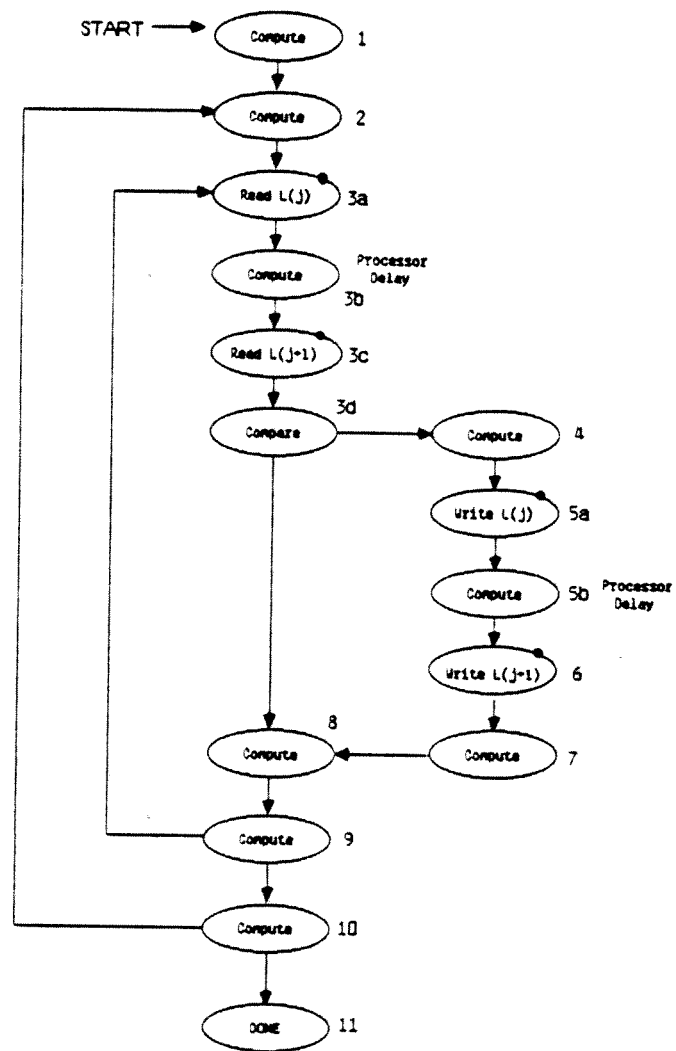 START
Compute 1
Compute 2
Read L(j) 3a
Processor
Delay
Compute
3b
Read L(j+1) 3c
3d
Compare
Compute 4
Write L(j) 5a
Compute 5b Processor
Delay
Write L(j+1) 6
8
Compute
Compute 7
Compute 9
Compute 10
DONE 11